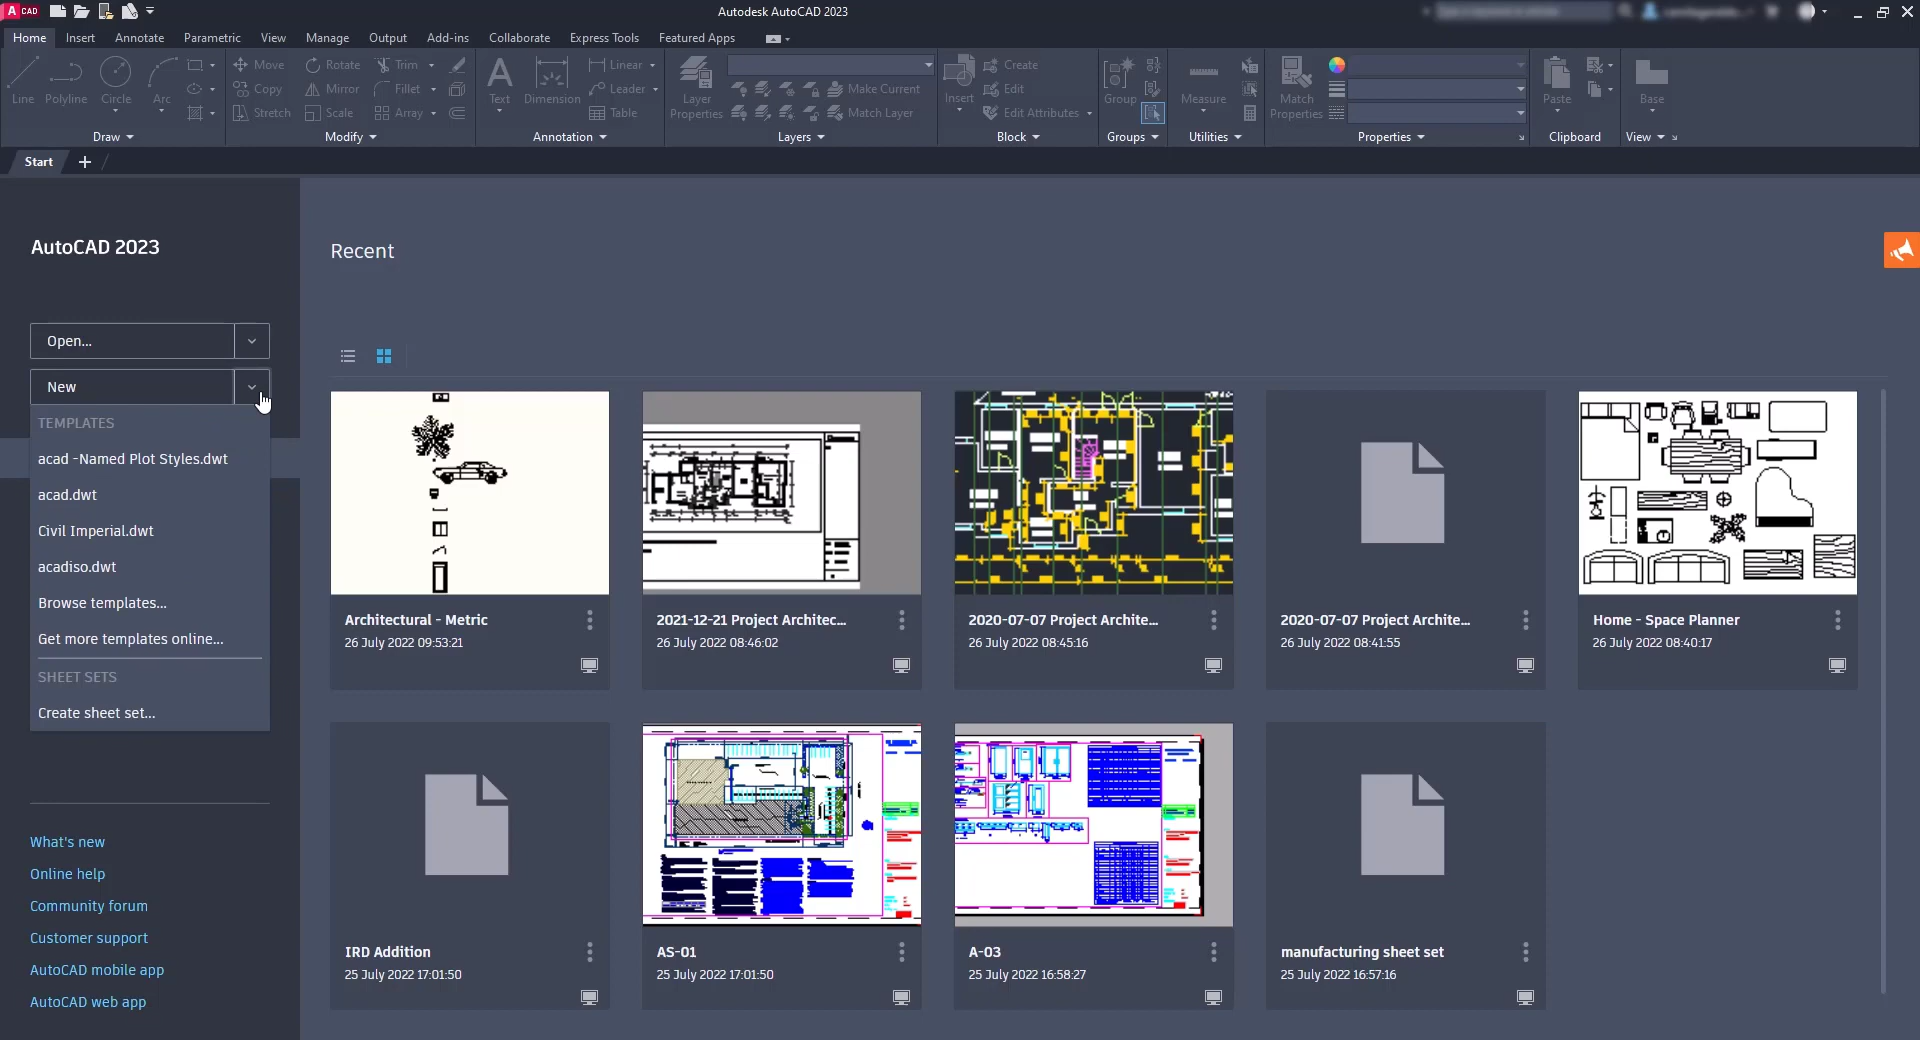 A CAD
Autodesk AutoCAD 2023
Home Insert Annotate Parametric View Manage Output Add-ins Collaborate Express Tools Featured Apps
Line Polyline Circle Arc
Draw
Move Rotate Trim
Copy Mirror Fillet
Stretch Scale Array
Modify
Text Dimension
Linear
Leader
Table
Annotation
Layer Properties
Make Current
Match Layer
Layers
Insert
Create
Edit
Edit Attributes
Block
Group
Groups
Measure
Utilities
Match Properties
Properties
Paste
Clipboard
Base
View
Start
AutoCAD 2023
Open...
New
TEMPLATES
acad -Named Plot Styles.dwt
acad.dwt
Civil Imperial.dwt
acadiso.dwt
Browse templates...
Get more templates online...
SHEET SETS
Create sheet set...
What's new
Online help
Community forum
Customer support
AutoCAD mobile app
AutoCAD web app
Recent
Architectural - Metric
26 July 2022 09:53:21
2021-12-21 Project Architec...
26 July 2022 08:46:02
2020-07-07 Project Archite...
26 July 2022 08:45:16
2020-07-07 Project Archite...
26 July 2022 08:41:55
Home - Space Planner
26 July 2022 08:40:17
IRD Addition
25 July 2022 17:01:50
AS-01
25 July 2022 17:01:50
A-03
25 July 2022 16:58:27
manufacturing sheet set
25 July 2022 16:57:16